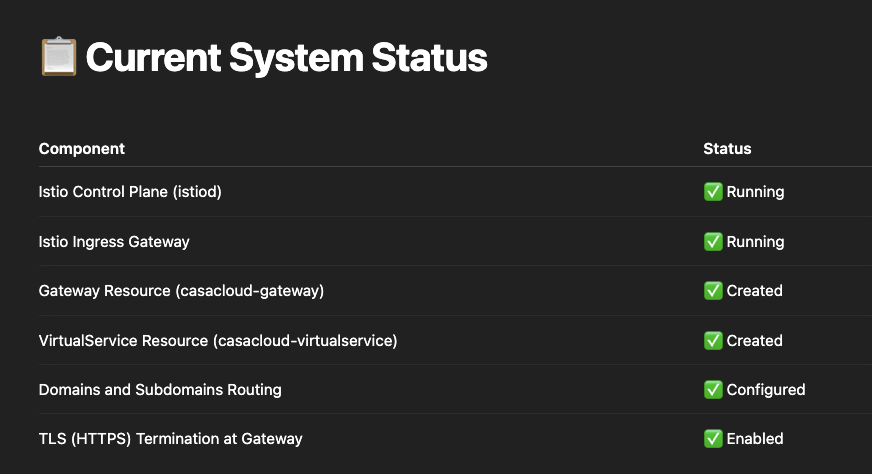 📋 Current System Status
Component Status
Istio Control Plane (istiod) ✅ Running
Istio Ingress Gateway ✅ Running
Gateway Resource (casacloud-gateway) ✅ Created
VirtualService Resource (casacloud-virtualservice) ✅ Created
Domains and Subdomains Routing ✅ Configured
TLS (HTTPS) Termination at Gateway ✅ Enabled